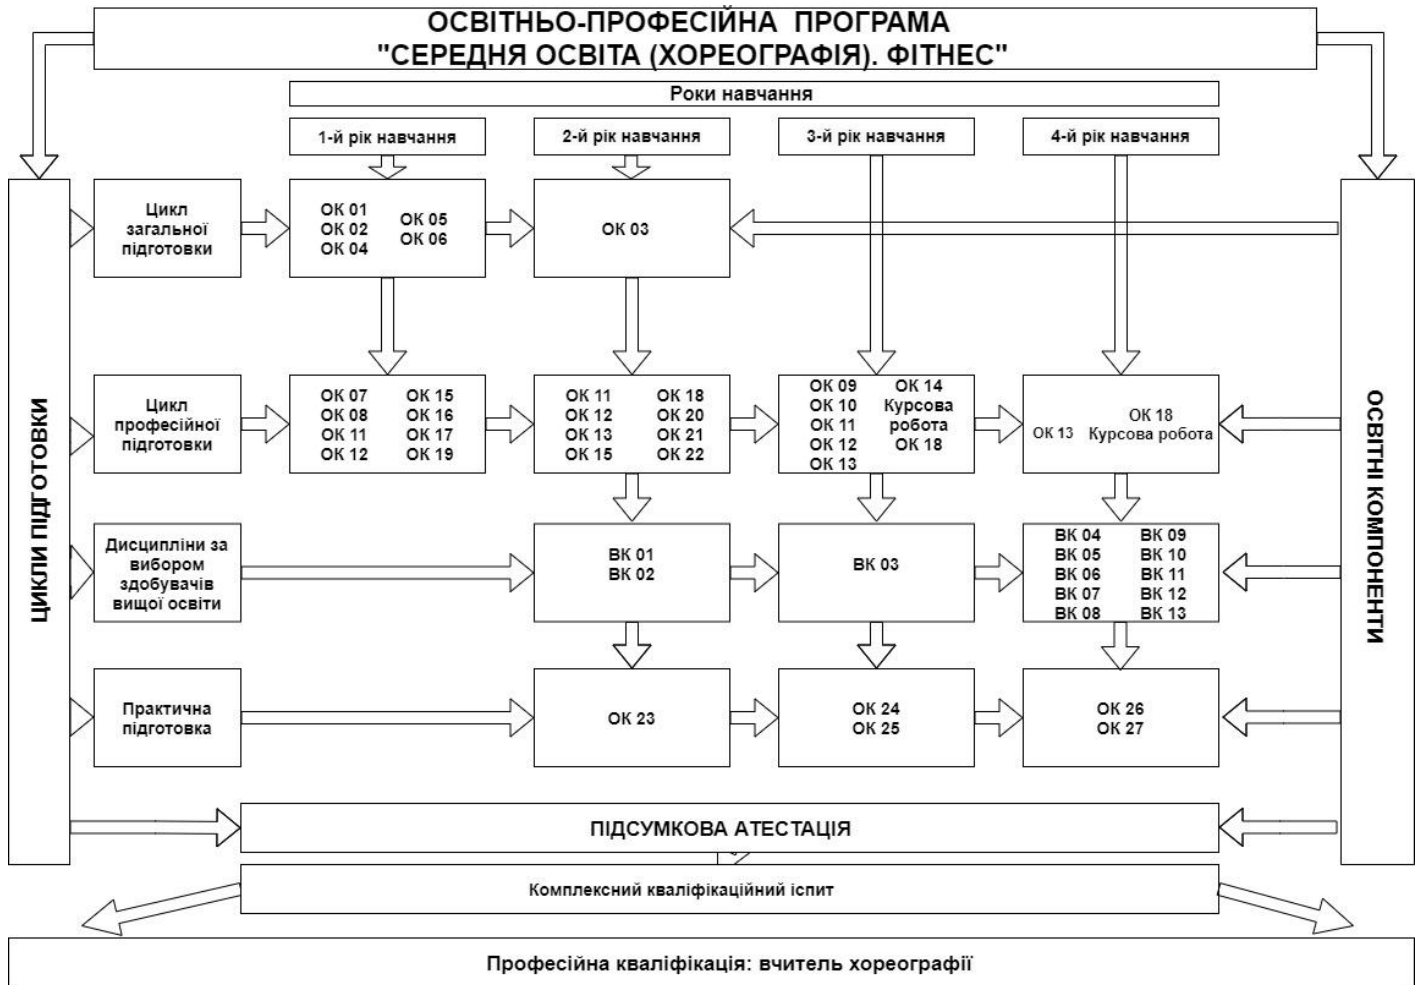 ОСВІТНЬО-ПРОФЕСІЙНА ПРОГРАМА
"СЕРЕДНЯ ОСВІТА (ХОРЕОГРАФІЯ). ФІТНЕС"
Роки навчання
1-й рік навчання
2-й рік навчання
3-й рік навчання
4-й рік навчання
ЦИКЛИ ПІДГОТОВКИ
ОСВІТНІ КОМПОНЕНТИ
Цикл
загальної
підготовки
ОК 01
ОК 02
ОК 04
ОК 05
ОК 06
ОК 03
Цикл
професійної
підготовки
ОК 07
ОК 08
ОК 11
ОК 12
ОК 15
ОК 16
ОК 17
ОК 19
ОК 11
ОК 12
ОК 13
ОК 15
ОК 18
ОК 20
ОК 21
ОК 22
ОК 09
ОК 10
ОК 11
ОК 12
ОК 13
ОК 14
Курсова
робота
ОК 18
ОК 13
ОК 18
Курсова робота
Дисципліни за
вибором
здобувачів
вищої освіти
ВК 01
ВК 02
ВК 03
ВК 04
ВК 05
ВК 06
ВК 07
ВК 08
ВК 09
ВК 10
ВК 11
ВК 12
ВК 13
Практична
підготовка
ОК 23
ОК 24
ОК 25
ОК 26
ОК 27
ПІДСУМКОВА АТЕСТАЦІЯ
Комплексний кваліфікаційний іспит
Професійна кваліфікація: вчитель хореографії